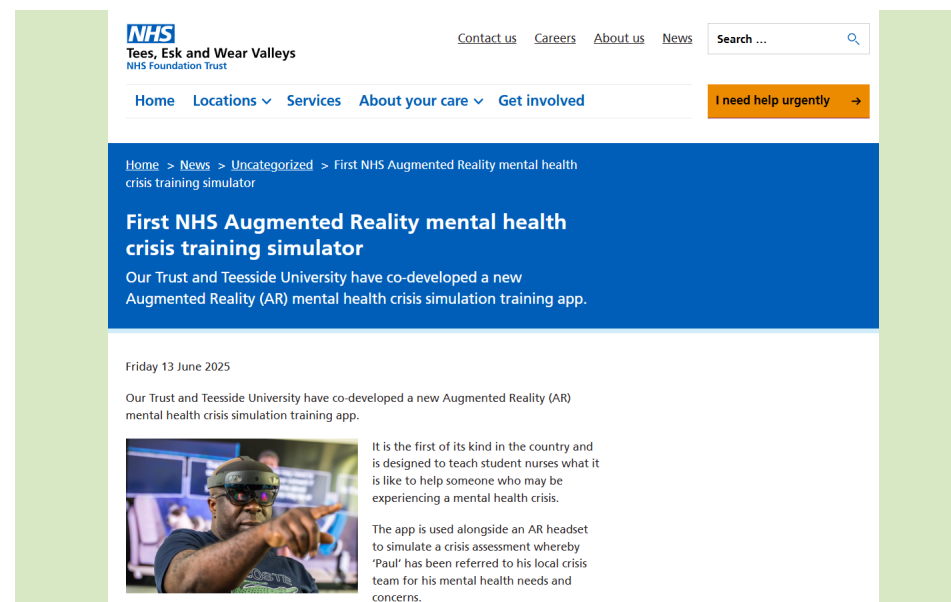 NHS
Tees, Esk and Wear Valleys
NHS Foundation Trust
Contact us Careers About us News
Search ...
Home Locations Services About your care Get involved
I need help urgently →
Home > News > Uncategorized > First NHS Augmented Reality mental health
crisis training simulator
First NHS Augmented Reality mental health
crisis training simulator
Our Trust and Teesside University have co-developed a new
Augmented Reality (AR) mental health crisis simulation training app.
Friday 13 June 2025
Our Trust and Teesside University have co-developed a new Augmented Reality (AR)
mental health crisis simulation training app.
It is the first of its kind in the country and
is designed to teach student nurses what it
is like to help someone who may be
experiencing a mental health crisis.
The app is used alongside an AR headset
to simulate a crisis assessment whereby
‘Paul’ has been referred to his local crisis
team for his mental health needs and
concerns.